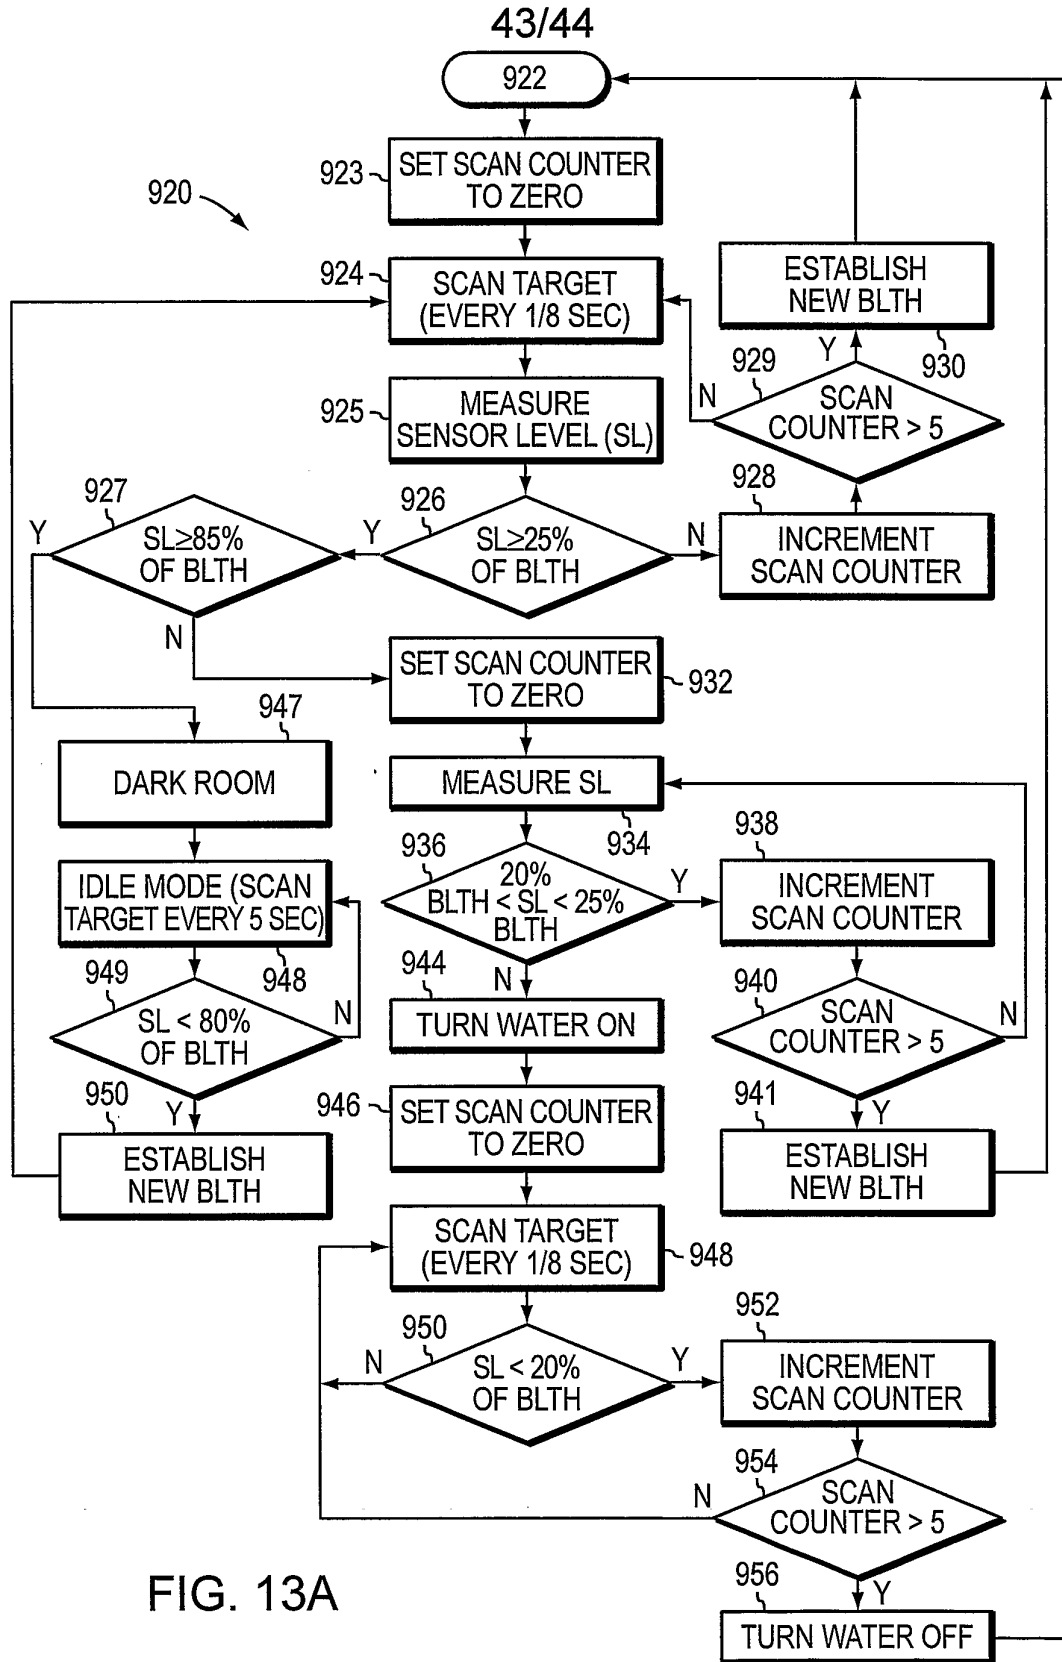 43/44
922
923
SET SCAN COUNTER
TO ZERO
920
924
SCAN TARGET
(EVERY 1/8 SEC)
ESTABLISH
NEW BLTH
930
Y
929
N
SCAN
COUNTER > 5
925
MEASURE
SENSOR LEVEL (SL)
927
Y
SL≥85%
OF BLTH
Y
926
SL≥25%
OF BLTH
N
928
INCREMENT
SCAN COUNTER
N
SET SCAN COUNTER
TO ZERO
932
947
DARK ROOM
MEASURE SL
934
936
20%
BLTH < SL < 25%
BLTH
Y
938
INCREMENT
SCAN COUNTER
IDLE MODE (SCAN
TARGET EVERY 5 SEC)
948
949
SL < 80%
OF BLTH
N
N
944
TURN WATER ON
940
SCAN
COUNTER > 5
N
Y
950
ESTABLISH
NEW BLTH
946
SET SCAN COUNTER
TO ZERO
Y
941
ESTABLISH
NEW BLTH
SCAN TARGET
(EVERY 1/8 SEC)
948
950
N
SL < 20%
OF BLTH
Y
952
INCREMENT
SCAN COUNTER
954
N
SCAN
COUNTER > 5
Y
956
TURN WATER OFF
FIG. 13A